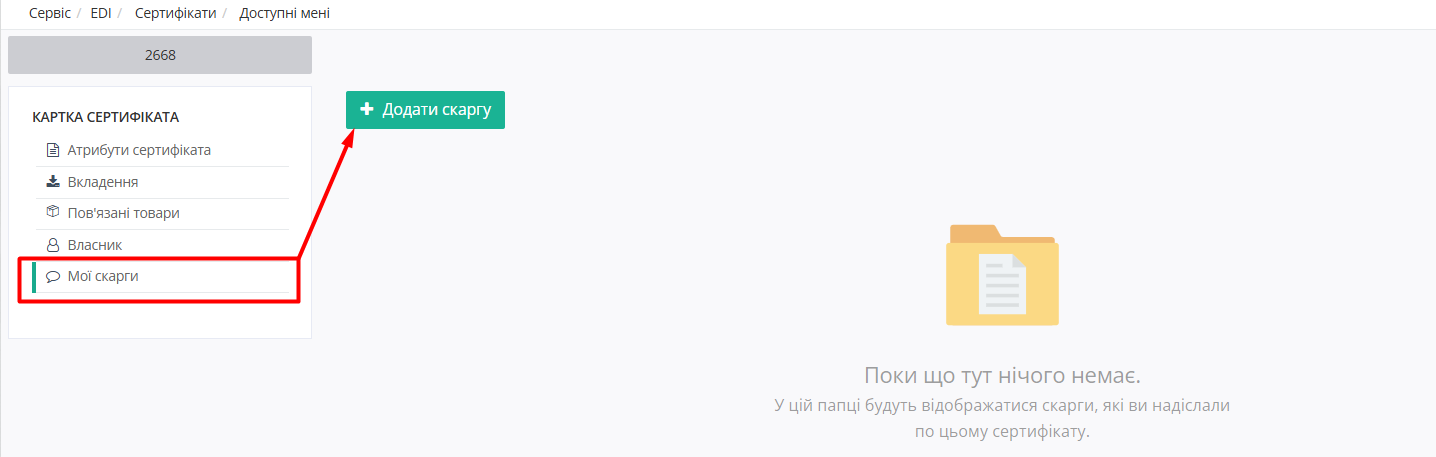 Сервіс / EDI / Сертифікати / Доступні мені
2668
КАРТКА СЕРТИФІКАТА
Атрибути сертифіката
Вкладення
Пов'язані товари
Власник
Мої скарги
Додати скаргу
Поки що тут нічого немає.
У цій папці будуть відображатися скарги, які ви надіслали
по цьому сертифікату.